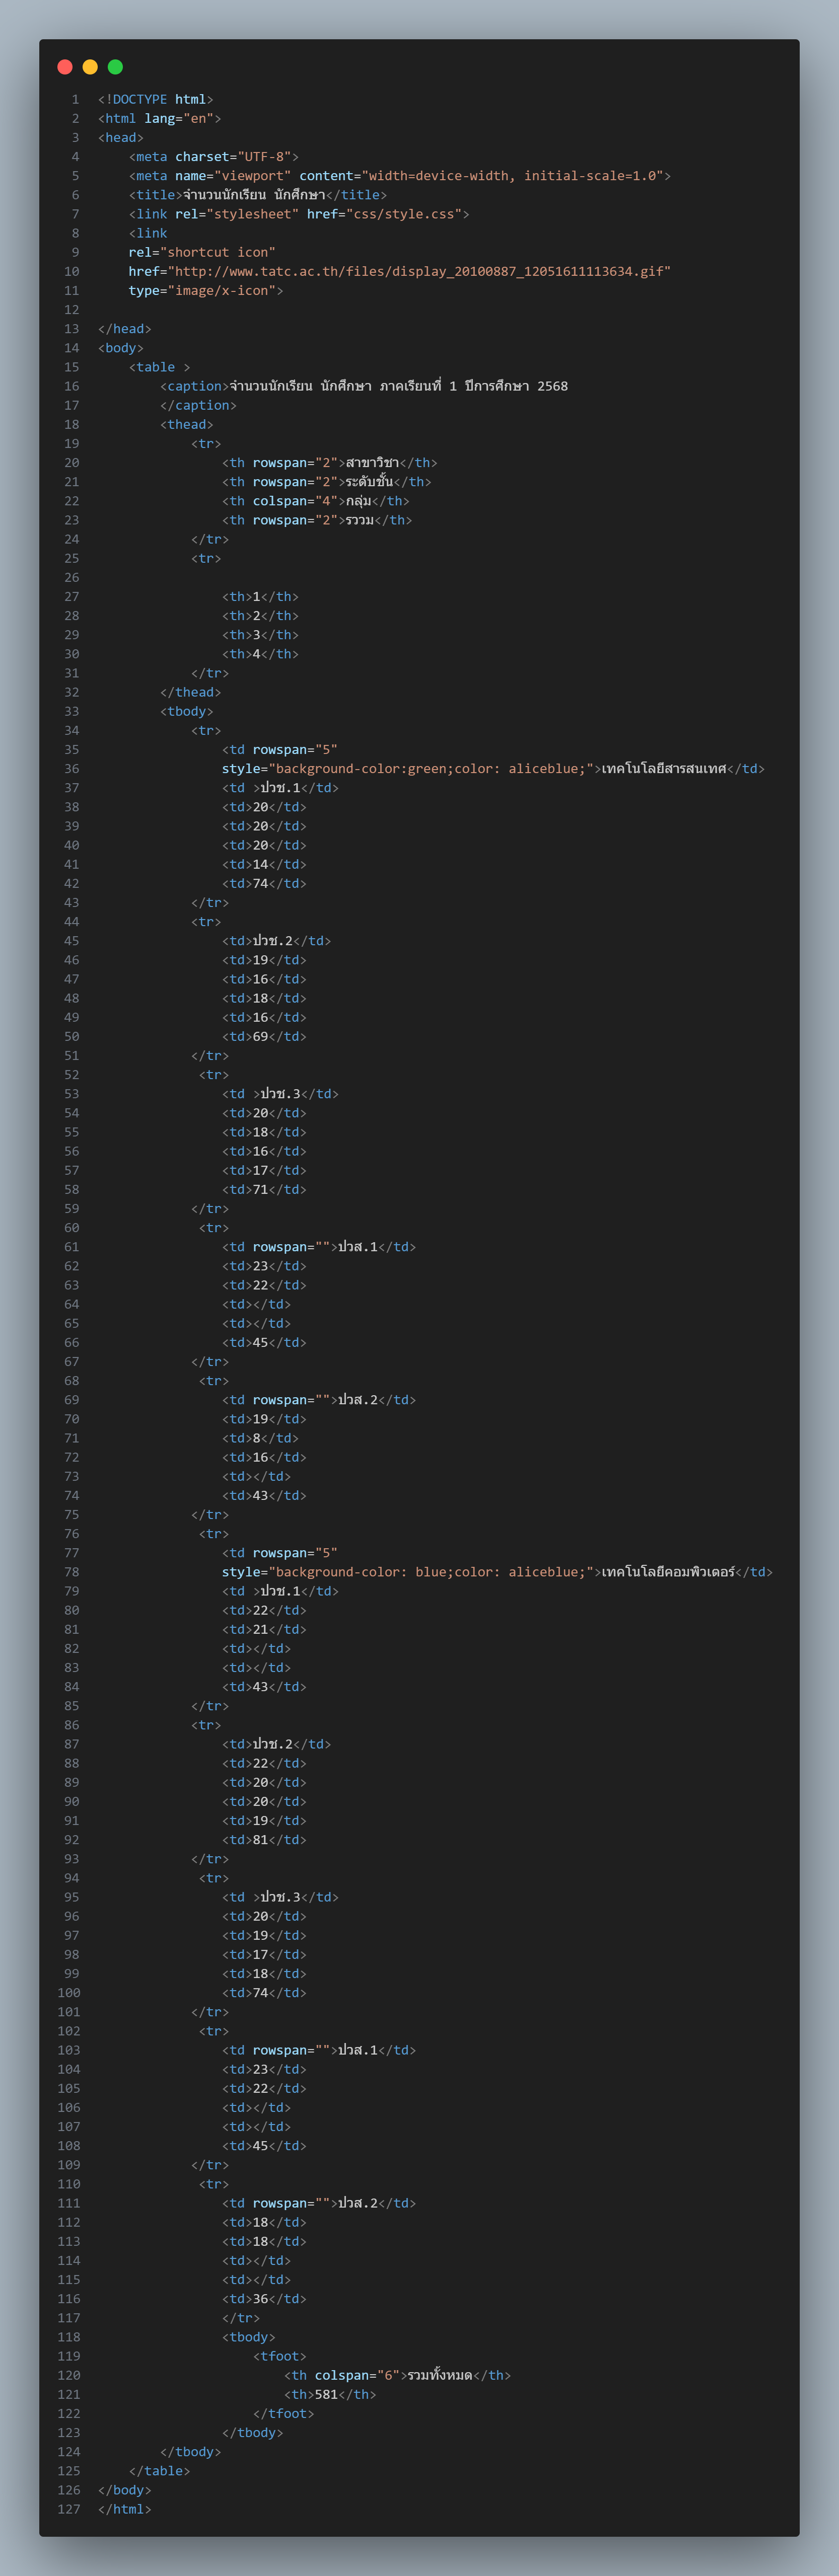 1 <!DOCTYPE html>
2 <html lang="en">
3 <head>
4     <meta charset="UTF-8">
5     <meta name="viewport" content="width=device-width, initial-scale=1.0">
6     <title>จำนวนนักเรียน นักศึกษา</title>
7     <link rel="stylesheet" href="css/style.css">
8     <link
9     rel="shortcut icon"
10     href="http://www.tatc.ac.th/files/display_20100887_12051611113634.gif"
11     type="image/x-icon">
12
13 </head>
14 <body>
15     <table >
16         <caption>จำนวนนักเรียน นักศึกษา ภาคเรียนที่ 1 ปีการศึกษา 2568
17         </caption>
18         <thead>
19             <tr>
20                 <th rowspan="2">สาขาวิชา</th>
21                 <th rowspan="2">ระดับชั้น</th>
22                 <th colspan="4">กลุ่ม</th>
23                 <th rowspan="2">รววม</th>
24             </tr>
25             <tr>
26
27                 <th>1</th>
28                 <th>2</th>
29                 <th>3</th>
30                 <th>4</th>
31             </tr>
32         </thead>
33         <tbody>
34             <tr>
35                 <td rowspan="5"
36                 style="background-color:green;color: aliceblue;">เทคโนโลยีสารสนเทศ</td>
37                 <td >ปวช.1</td>
38                 <td>20</td>
39                 <td>20</td>
40                 <td>20</td>
41                 <td>14</td>
42                 <td>74</td>
43             </tr>
44             <tr>
45                 <td>ปวช.2</td>
46                 <td>19</td>
47                 <td>16</td>
48                 <td>18</td>
49                 <td>16</td>
50                 <td>69</td>
51             </tr>
52              <tr>
53                 <td >ปวช.3</td>
54                 <td>20</td>
55                 <td>18</td>
56                 <td>16</td>
57                 <td>17</td>
58                 <td>71</td>
59             </tr>
60              <tr>
61                 <td rowspan="">ปวส.1</td>
62                 <td>23</td>
63                 <td>22</td>
64                 <td></td>
65                 <td></td>
66                 <td>45</td>
67             </tr>
68              <tr>
69                 <td rowspan="">ปวส.2</td>
70                 <td>19</td>
71                 <td>8</td>
72                 <td>16</td>
73                 <td></td>
74                 <td>43</td>
75             </tr>
76              <tr>
77                 <td rowspan="5"
78                 style="background-color: blue;color: aliceblue;">เทคโนโลยีคอมพิวเตอร์</td>
79                 <td >ปวช.1</td>
80                 <td>22</td>
81                 <td>21</td>
82                 <td></td>
83                 <td></td>
84                 <td>43</td>
85             </tr>
86             <tr>
87                 <td>ปวช.2</td>
88                 <td>22</td>
89                 <td>20</td>
90                 <td>20</td>
91                 <td>19</td>
92                 <td>81</td>
93             </tr>
94              <tr>
95                 <td >ปวช.3</td>
96                 <td>20</td>
97                 <td>19</td>
98                 <td>17</td>
99                 <td>18</td>
100                 <td>74</td>
101             </tr>
102              <tr>
103                 <td rowspan="">ปวส.1</td>
104                 <td>23</td>
105                 <td>22</td>
106                 <td></td>
107                 <td></td>
108                 <td>45</td>
109             </tr>
110              <tr>
111                 <td rowspan="">ปวส.2</td>
112                 <td>18</td>
113                 <td>18</td>
114                 <td></td>
115                 <td></td>
116                 <td>36</td>
117                 </tr>
118                 <tbody>
119                     <tfoot>
120                         <th colspan="6">รวมทั้งหมด</th>
121                         <th>581</th>
122                     </tfoot>
123                 </tbody>
124         </tbody>
125     </table>
126 </body>
127 </html>